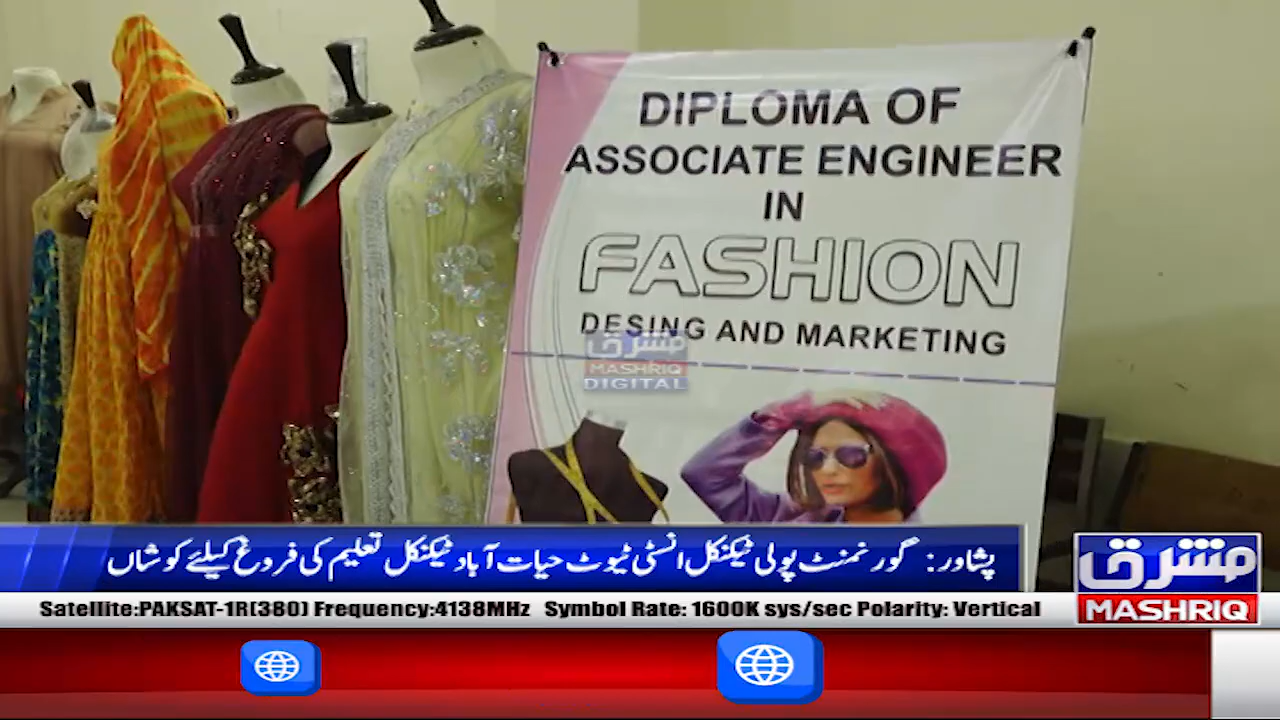 DIPLOMA OF
ASSOCIATE ENGINEER
IN
FASHION
DESING AND MARKETING
مشرق
MASHRIQ
DIGITAL
پشاور: گورنمنٹ پولی ٹیکنکل انسٹی ٹیوٹ حیات آباد ٹیکنکل تعلیم کی فروغ کیلئے کوشاں
مشرق
MASHRIQ
Satellite:PAKSAT-1R(380) Frequency:4138MHz Symbol Rate: 1600K sys/sec Polarity: Vertical